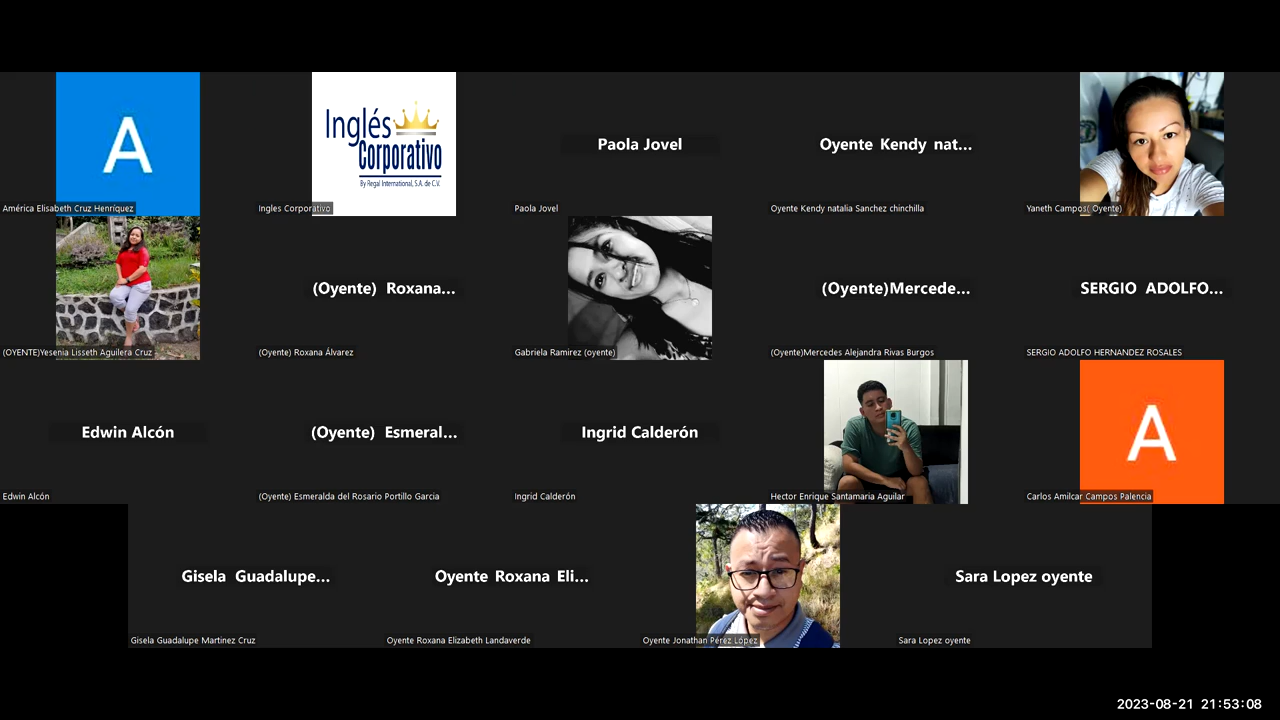 A
Inglés
Corporativo
By Regal International, S.A. de C.V.
Paola Jovel
Oyente Kendy nat...
América Elisabeth Cruz Henríquez
Ingles Corporativo
Paola Jovel
Oyente Kendy natalia Sanchez chinchilla
Yaneth Campos( Oyente)
(Oyente) Roxana...
(Oyente)Mercede...
SERGIO ADOLFO...
(OYENTE)Yesenia Lisseth Aguilera Cruz
(Oyente) Roxana Álvarez
Gabriela Ramirez (oyente)
(Oyente)Mercedes Alejandra Rivas Burgos
SERGIO ADOLFO HERNANDEZ ROSALES
Edwin Alcón
(Oyente) Esmeral...
Ingrid Calderón
A
Edwin Alcón
(Oyente) Esmeralda del Rosario Portillo Garcia
Ingrid Calderón
Hector Enrique Santamaria Aguilar
Carlos Amilcar Campos Palencia
Gisela Guadalupe...
Oyente Roxana Eli...
Sara Lopez oyente
Gisela Guadalupe Martinez Cruz
Oyente Roxana Elizabeth Landaverde
Oyente Jonathan Pérez López
Sara Lopez oyente
2023-08-21 21:53:08